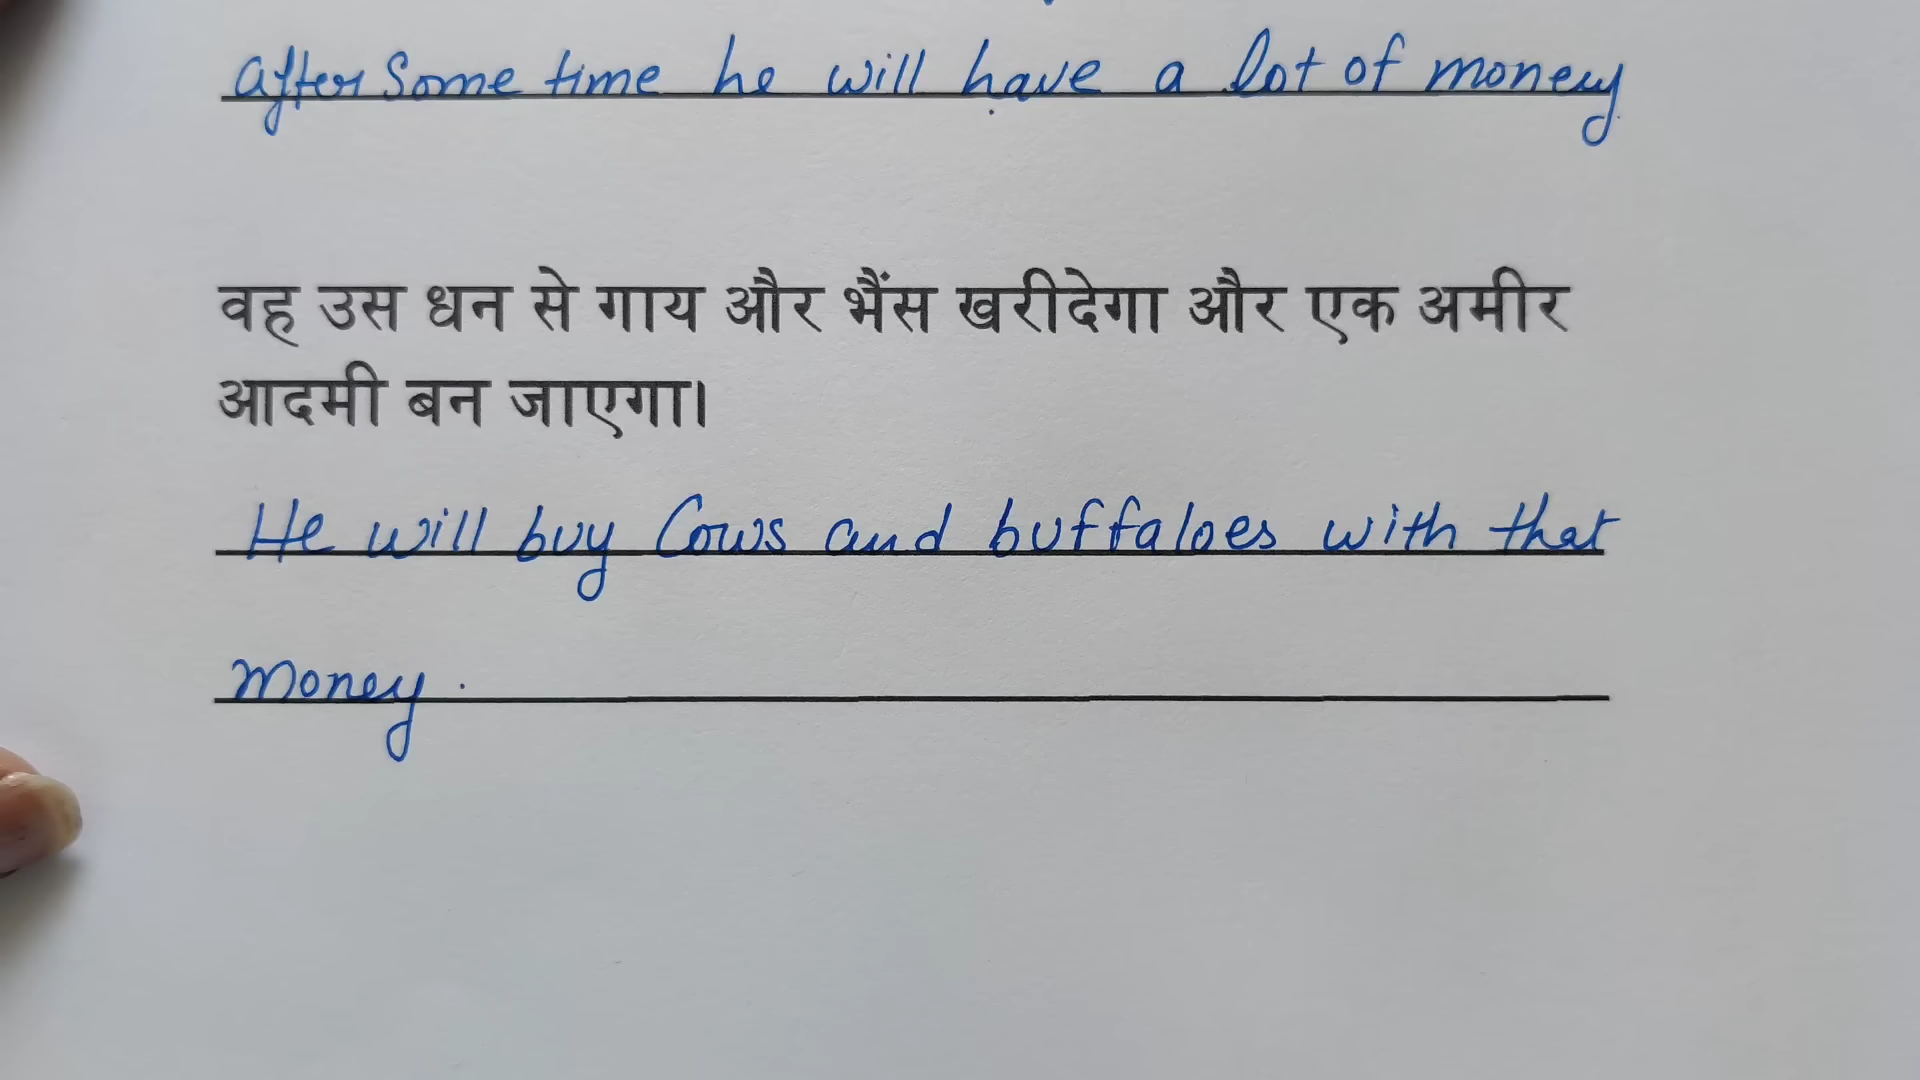 after Some time he will have a lot of money
वह उस धन से गाय और भैंस खरीदेगा और एक अमीर
आदमी बन जाएगा।
He will buy Cows and buffaloes with that
money.